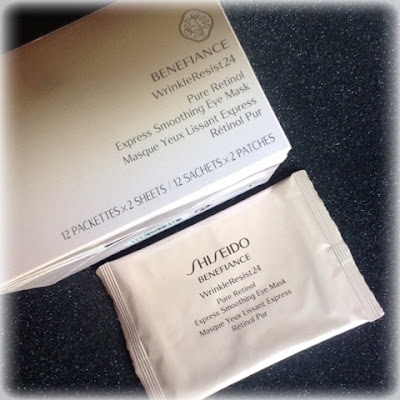 BENEFIANCE
WrinkleResist24
Pure Retinol
Express Smoothing Eye Mask
Masque Yeux Lissant Express
Rétinol Pur
12 PACKETTES x 2 SHEETS / 12 SACHETS x 2 PATCHES
SHISEIDO
BENEFIANCE
WrinkleResist24
Pure Retinol
Express Smoothing Eye Mask
Masque Yeux Lissant Express
Rétinol Pur